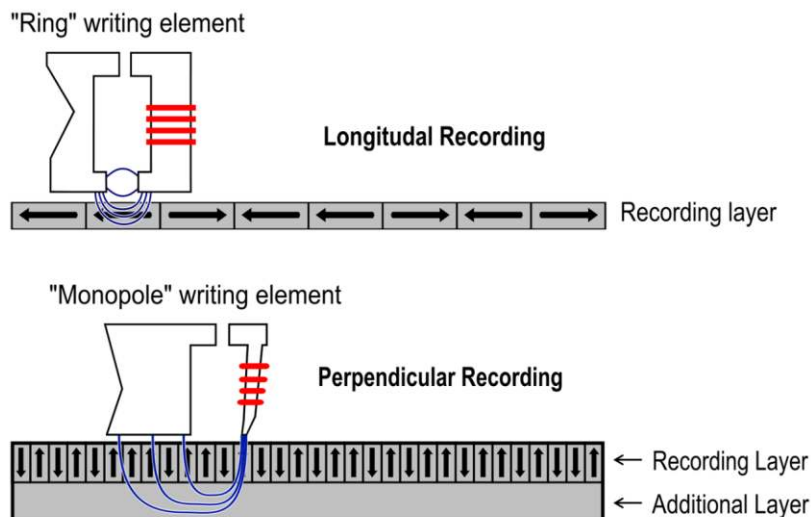 "Ring" writing element
Longitudal Recording
Recording layer
"Monopole" writing element
Perpendicular Recording
← Recording Layer
← Additional Layer